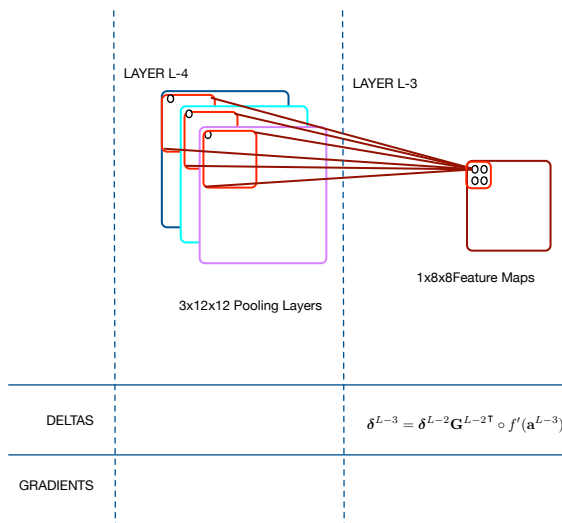 LAYER L-4
LAYER L-3
3x12x12 Pooling Layers
1x8x8Feature Maps
DELTAS
δ^{L−3} = δ^{L−2}G^{L−2⊺} ∘ f′(a^{L−3})
GRADIENTS